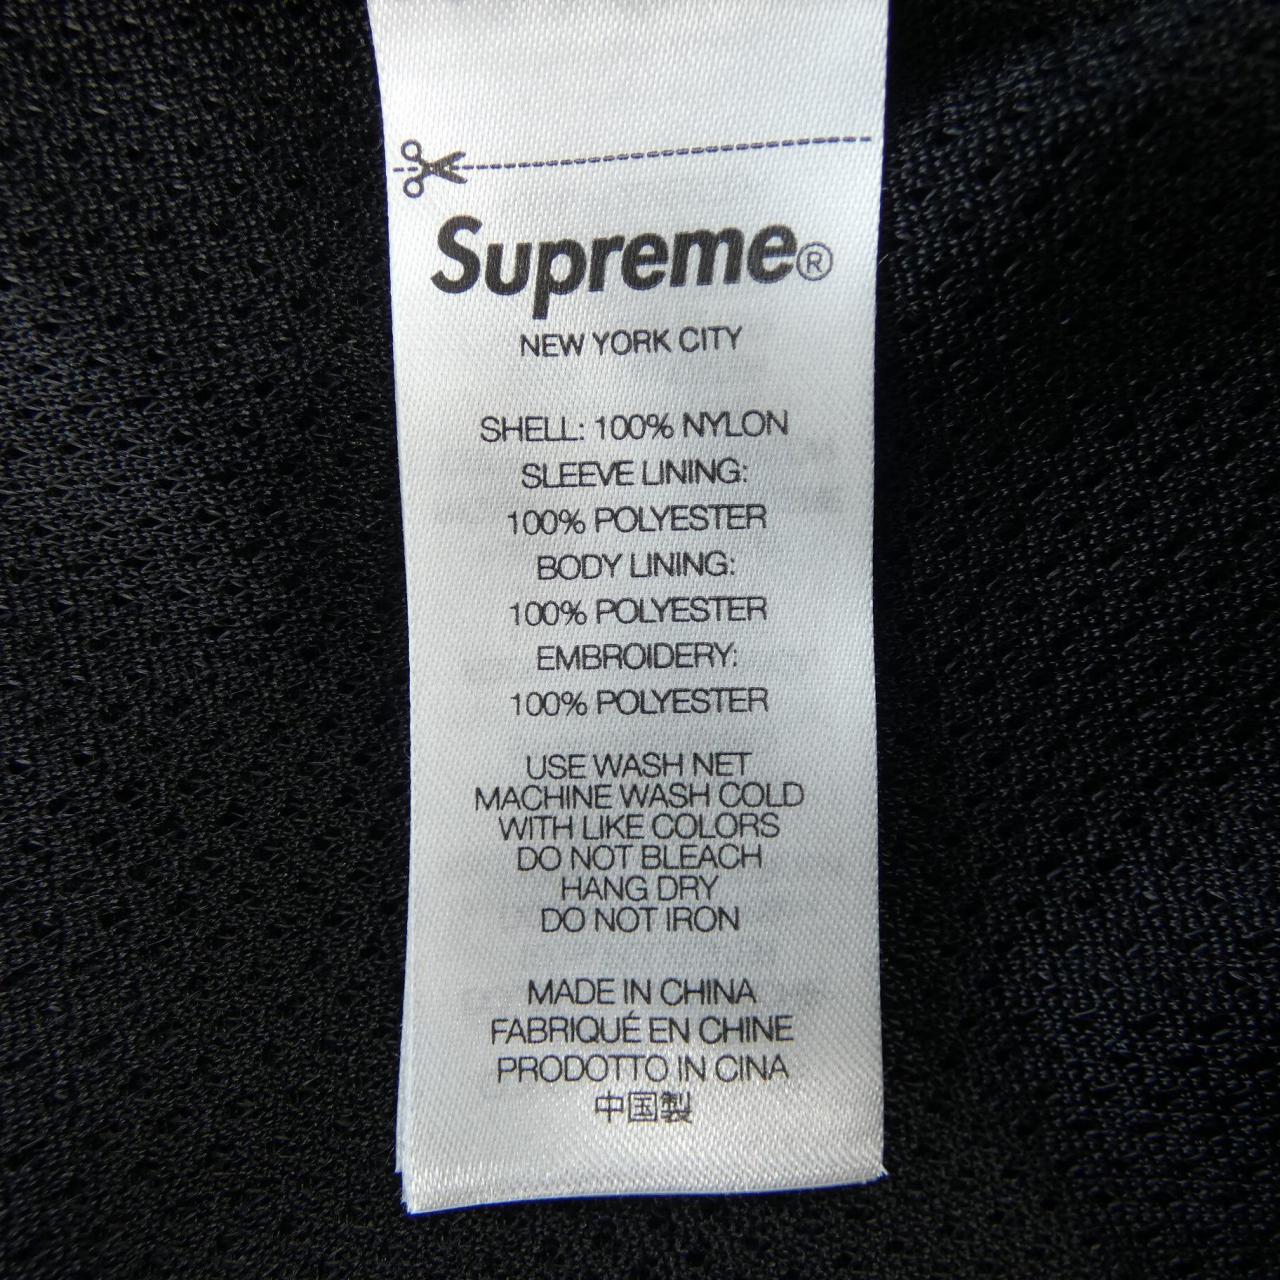 Supreme®
NEW YORK CITY
SHELL: 100% NYLON
SLEEVE LINING:
100% POLYESTER
BODY LINING:
100% POLYESTER
EMBROIDERY:
100% POLYESTER
USE WASH NET
MACHINE WASH COLD
WITH LIKE COLORS
DO NOT BLEACH
HANG DRY
DO NOT IRON
MADE IN CHINA
FABRIQUÉ EN CHINE
PRODOTTO IN CINA
中国製